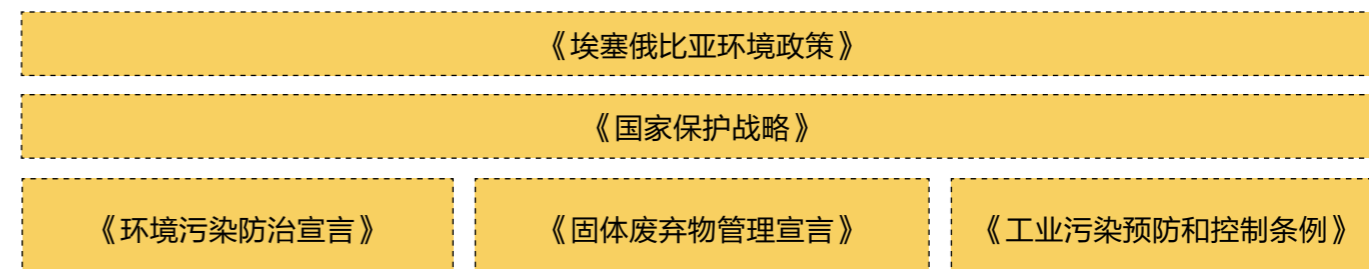 《埃塞俄比亚环境政策》
《国家保护战略》
《环境污染防治宣言》
《固体废弃物管理宣言》
《工业污染预防和控制条例》